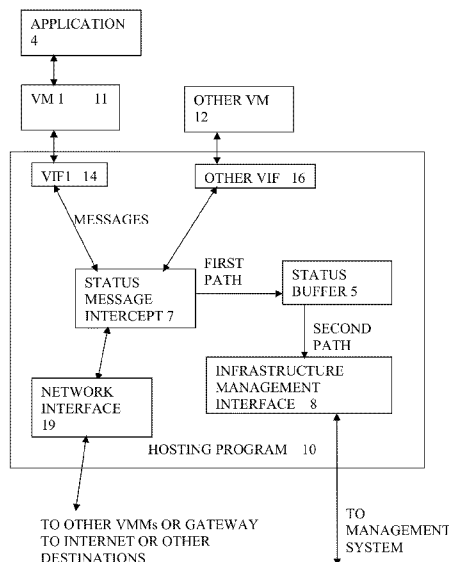 APPLICATION
4
VM 1 11
OTHER VM
12
VIF1 14
OTHER VIF 16
MESSAGES
FIRST
PATH
STATUS
MESSAGE
INTERCEPT 7
STATUS
BUFFER 5
SECOND
PATH
INFRASTRUCTURE
MANAGEMENT
INTERFACE 8
NETWORK
INTERFACE
19
HOSTING PROGRAM 10
TO OTHER VMMs OR GATEWAY
TO INTERNET OR OTHER
DESTINATIONS
TO
MANAGEMENT
SYSTEM